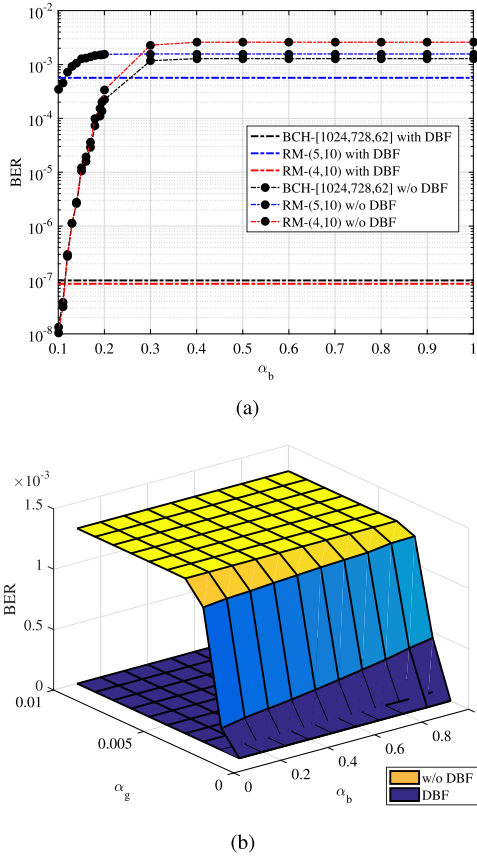 10^-2
10^-3
10^-4
10^-5
10^-6
10^-7
10^-8
BER
BCH-[1024,728,62] with DBF
RM-(5,10) with DBF
RM-(4,10) with DBF
BCH-[1024,728,62] w/o DBF
RM-(5,10) w/o DBF
RM-(4,10) w/o DBF
0.1 0.2 0.3 0.4 0.5 0.6 0.7 0.8 0.9 1
α_b
(a)
×10^-3
1.5
1
0.5
0
BER
0.01
0.005
0
α_g
0
0.2
0.4
0.6
0.8
α_b
w/o DBF
DBF
(b)